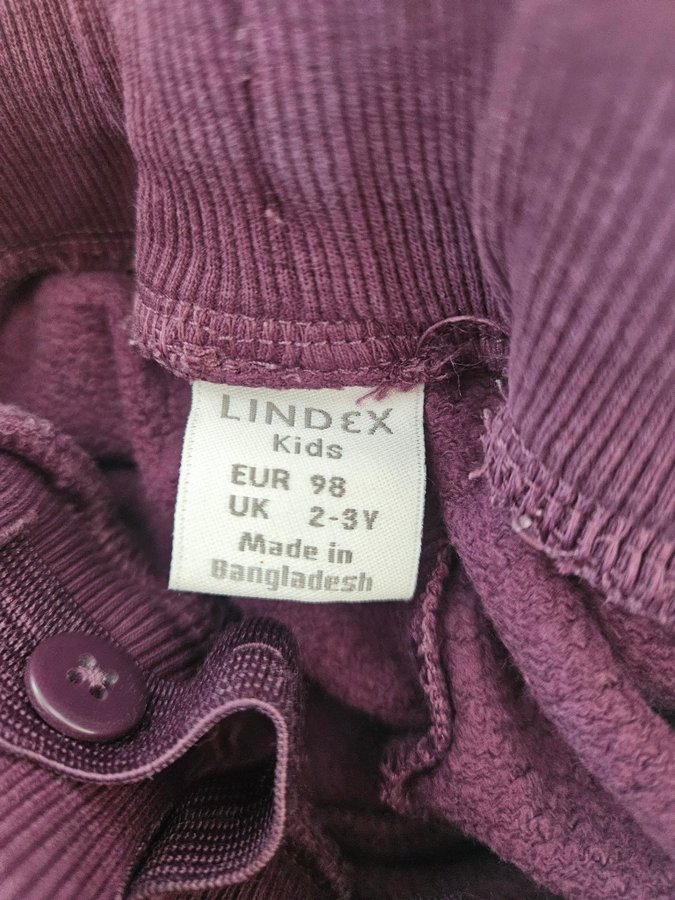 LINDEX
Kids
EUR 98
UK 2-3Y
Made in
Bangladesh